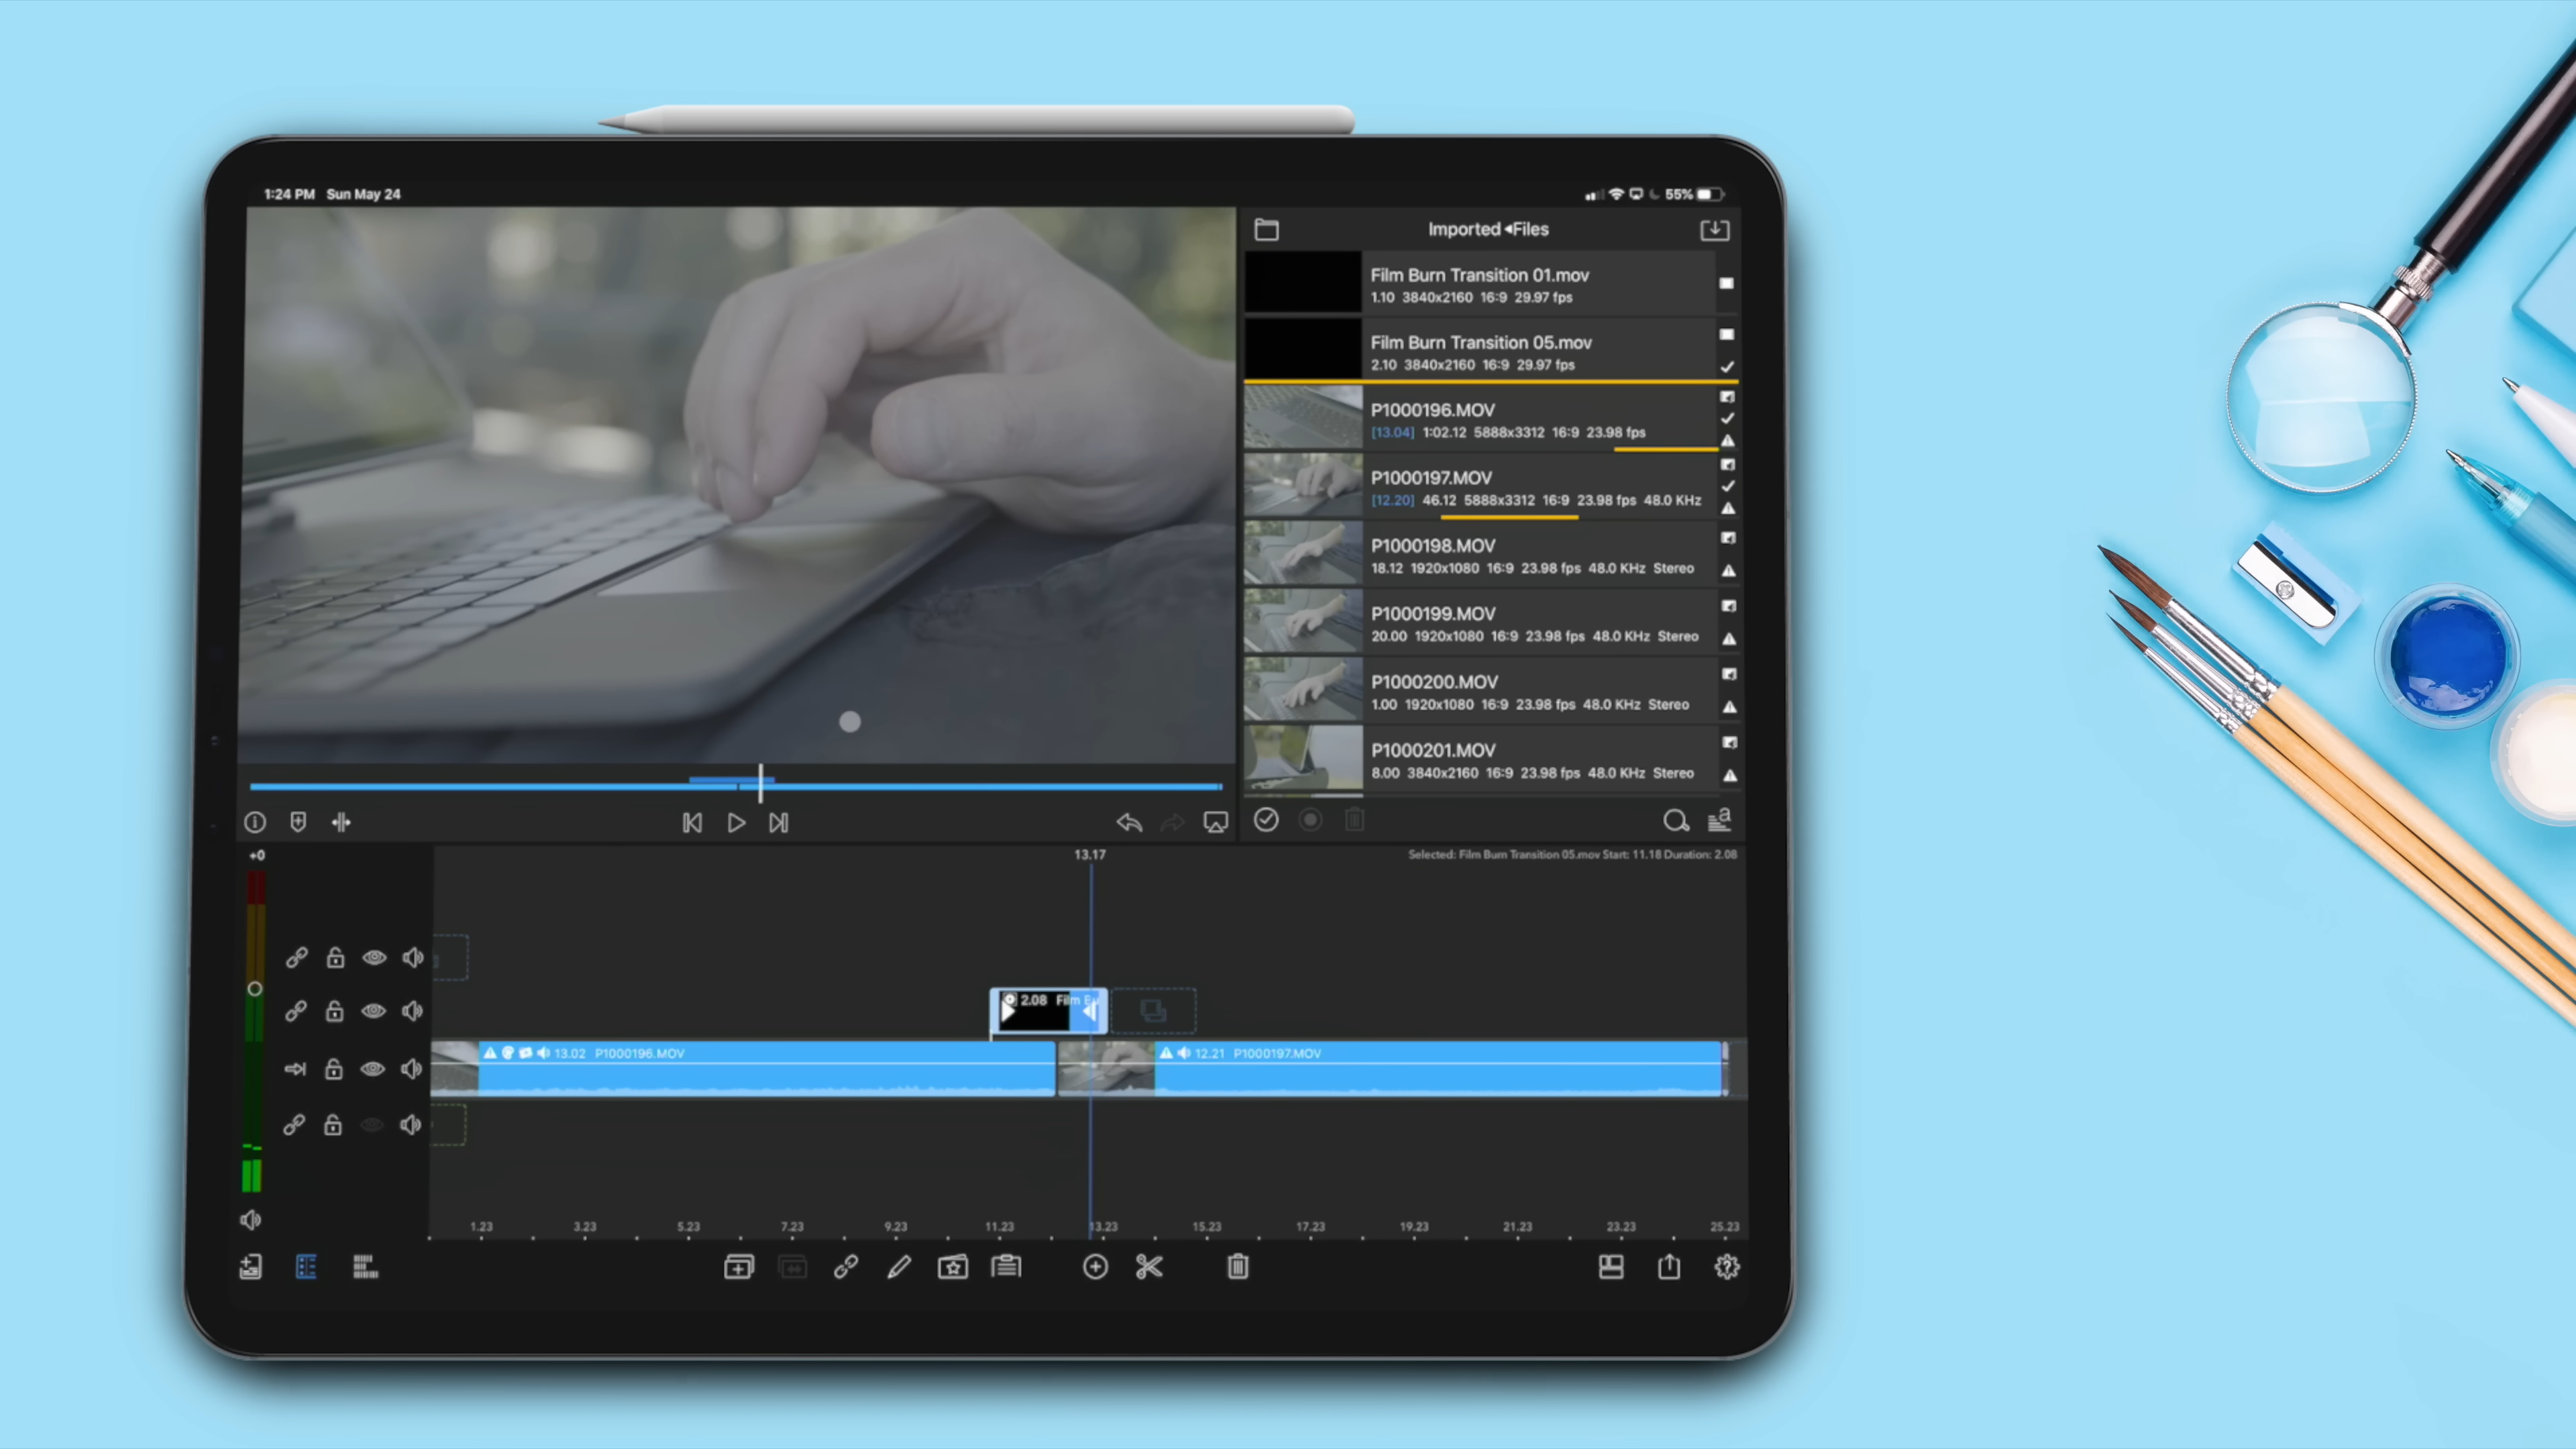 1:24 PM Sun May 24
55%
Imported Files
Film Burn Transition 01.mov
1.10 3840x2160 16:9 29.97 fps
Film Burn Transition 05.mov
2.10 3840x2160 16:9 29.97 fps
P1000196.MOV
[13.04] 1:02.12 5888x3312 16:9 23.98 fps
P1000197.MOV
[12.20] 46.12 5888x3312 16:9 23.98 fps 48.0 KHz
P1000198.MOV
18.12 1920x1080 16:9 23.98 fps 48.0 KHz Stereo
P1000199.MOV
20.00 1920x1080 16:9 23.98 fps 48.0 KHz Stereo
P1000200.MOV
1.00 1920x1080 16:9 23.98 fps 48.0 KHz Stereo
P1000201.MOV
8.00 3840x2160 16:9 23.98 fps 48.0 KHz Stereo
a
+0
13.17
Selected: Film Burn Transition 05.mov Start: 11.18 Duration: 2.08
2.08 Film Bu
13.02 P1000196.MOV
12.21 P1000197.MOV
1.23 3.23 5.23 7.23 9.23 11.23 13.23 15.23 17.23 19.23 21.23 23.23 25.23